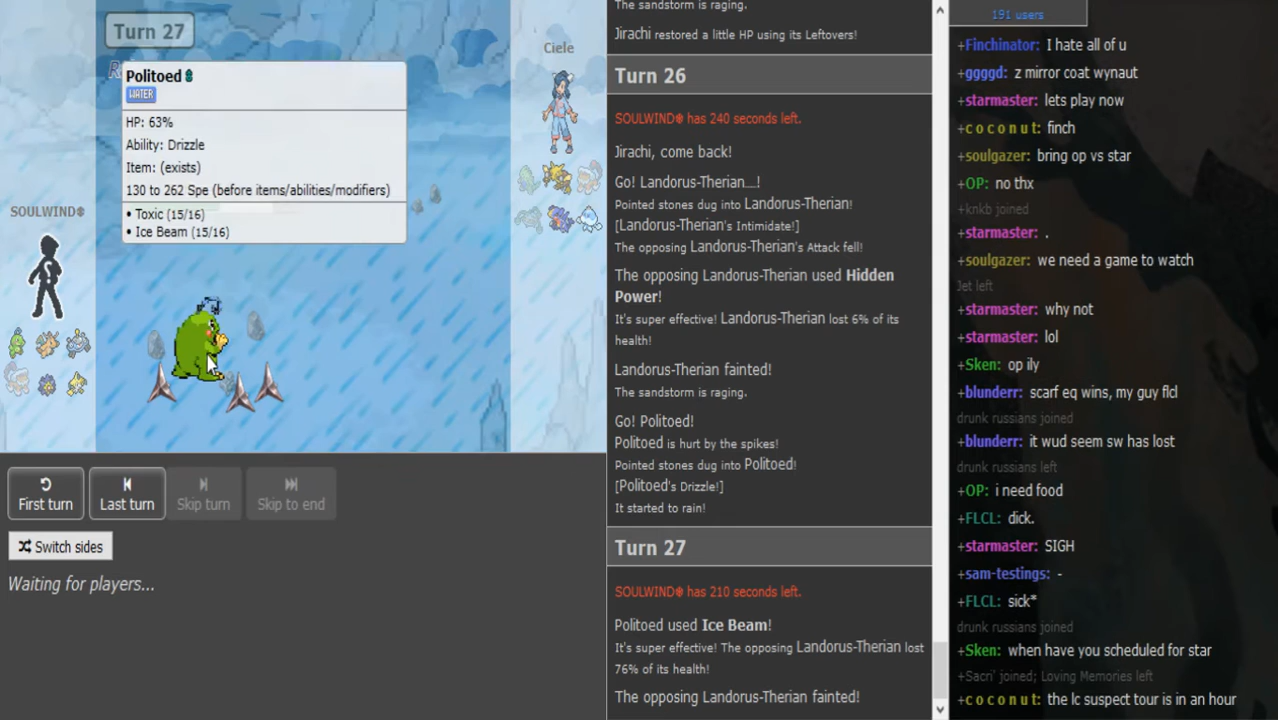 Turn 27
Politoed
WATER
HP: 63%
Ability: Drizzle
Item: (exists)
130 to 262 Spe (before items/abilities/modifiers)
• Toxic (15/16)
• Ice Beam (15/16)
SOULWIND
Ciele
First turn
Last turn
Skip turn
Skip to end
Switch sides
Waiting for players...
The sandstorm is raging.
Jirachi restored a little HP using its Leftovers!
Turn 26
SOULWIND has 240 seconds left.
Jirachi, come back!
Go! Landorus-Therian....!
Pointed stones dug into Landorus-Therian!
[Landorus-Therian's Intimidate!]
The opposing Landorus-Therian's Attack fell!
The opposing Landorus-Therian used Hidden
Power!
It's super effective! Landorus-Therian lost 6% of its
health!
Landorus-Therian fainted!
The sandstorm is raging.
Go! Politoed!
Politoed is hurt by the spikes!
Pointed stones dug into Politoed!
[Politoed's Drizzle!]
It started to rain!
Turn 27
SOULWIND has 210 seconds left.
Politoed used Ice Beam!
It's super effective! The opposing Landorus-Therian lost
76% of its health!
The opposing Landorus-Therian fainted!
191 users
+Finchinator: I hate all of u
+ggggd: z mirror coat wynaut
+starmaster: lets play now
+c o c o n u t: finch
+soulgazer: bring op vs star
+OP: no thx
+knkb joined
+starmaster: .
+soulgazer: we need a game to watch
Jet left
+starmaster: why not
+starmaster: lol
+Sken: op ily
+blunderr: scarf eq wins, my guy flcl
drunk russians joined
+blunderr: it wud seem sw has lost
drunk russians left
+OP: i need food
+FLCL: dick.
+starmaster: SIGH
+sam-testings: -
+FLCL: sick*
drunk russians joined
+Sken: when have you scheduled for star
+Sacri' joined; Loving Memories left
+c o c o n u t: the lc suspect tour is in an hour